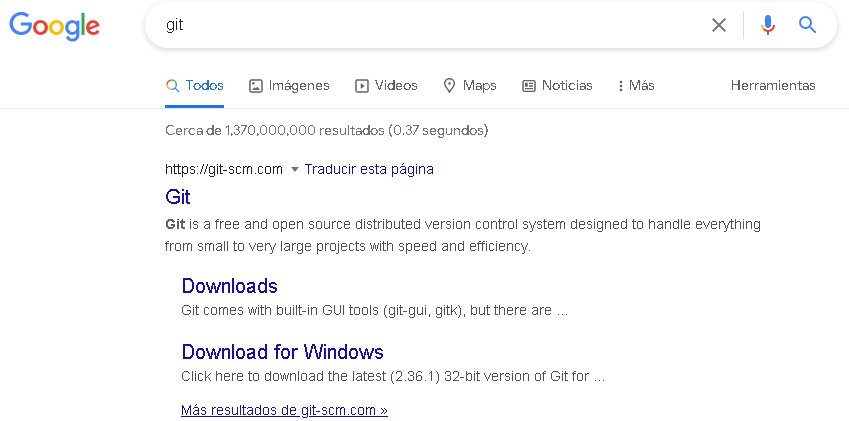 Google
git
Todos
Imágenes
Videos
Maps
Noticias
Más
Herramientas
Cerca de 1,370,000,000 resultados (0.37 segundos)
https://git-scm.com Traducir esta página
Git
Git is a free and open source distributed version control system designed to handle everything
from small to very large projects with speed and efficiency.
Downloads
Git comes with built-in GUI tools (git-gui, gitk), but there are ...
Download for Windows
Click here to download the latest (2.36.1) 32-bit version of Git for ...
Más resultados de git-scm.com »